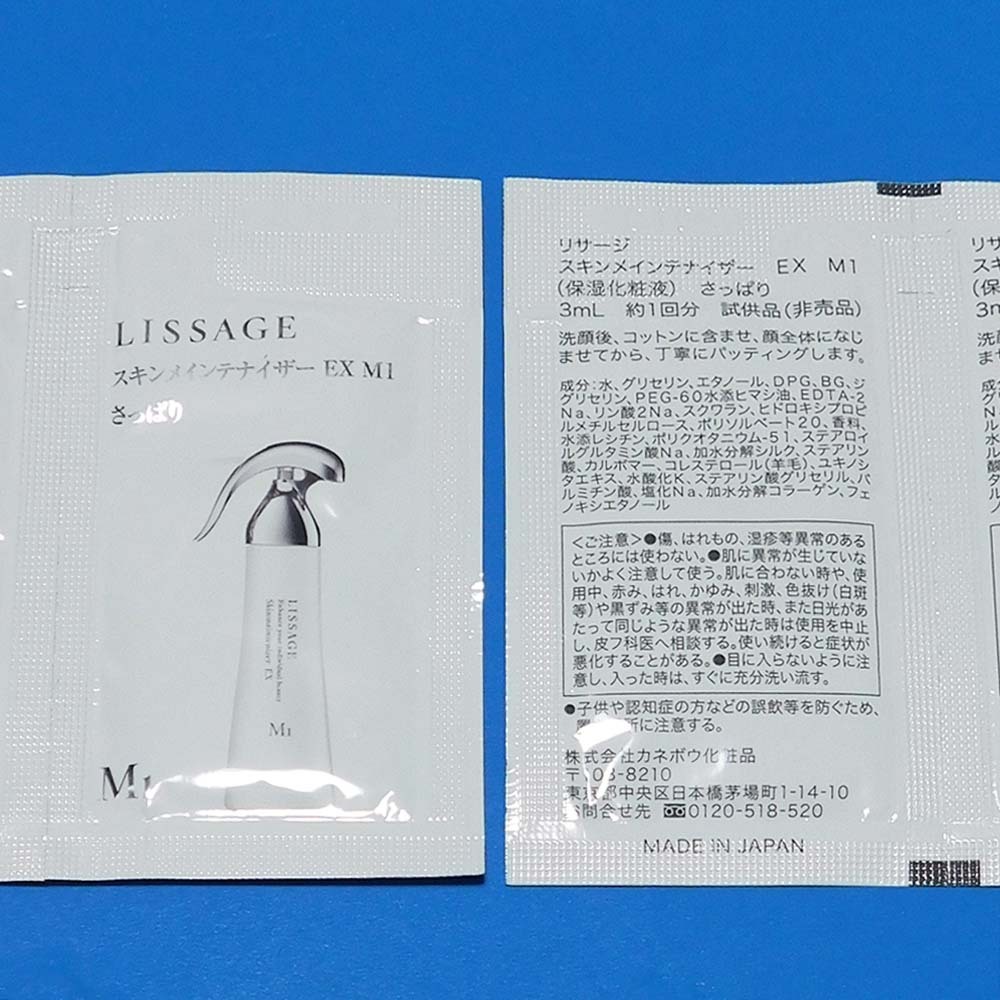 LISSAGE
スキンメインテナイザー EX M1
さっぱり
LISSAGE
Enhance your individual beauty
Skinmaintenizer EX
M1
M1
リサージ
スキンメインテナイザー EX M1
(保湿化粧液) さっぱり
3mL 約1回分 試供品(非売品)
洗顔後、コットンに含ませ、顔全体になじ
ませてから、丁寧にパッティングします。
成分:水、グリセリン、エタノール、DPG、BG、ジ
グリセリン、PEG-60水添ヒマシ油、EDTA-2
Na、リン酸2Na、スクワラン、ヒドロキシプロピ
ルメチルセルロース、ポリソルベート20、香料、
水添レシチン、ポリクオタニウム-51、ステアロイ
ルグルタミン酸Na、加水分解シルク、ステアリン
酸、カルボマー、コレステロール(羊毛)、ユキノシ
タエキス、水酸化K、ステアリン酸グリセリル、パ
ルミチン酸、塩化Na、加水分解コラーゲン、フェ
ノキシエタノール
<ご注意>●傷、はれもの、湿疹等異常のある
ところには使わない。●肌に異常が生じていな
いかよく注意して使う。肌に合わない時や、使
用中、赤み、はれ、かゆみ、刺激、色抜け(白斑
等)や黒ずみ等の異常が出た時、また日光があ
たって同じような異常が出た時は使用を中止
し、皮フ科医へ相談する。使い続けると症状が
悪化することがある。●目に入らないように注
意し、入った時は、すぐに充分洗い流す。
●子供や認知症の方などの誤飲等を防ぐため、
置き場所に注意する。
株式会社カネボウ化粧品
〒103-8210
東京都中央区日本橋茅場町1-14-10
お問合せ先 0120-518-520
MADE IN JAPAN
リサ
スキ
(保
3m
洗
ま